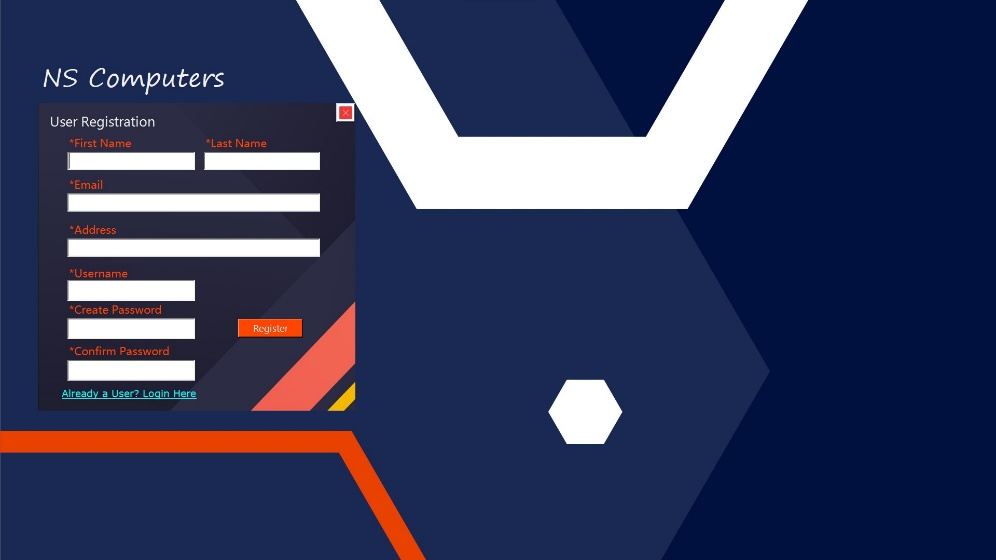 NS Computers
User Registration
*First Name *Last Name
*Email
*Address
*Username
*Create Password
Register
*Confirm Password
Already a User? Login Here